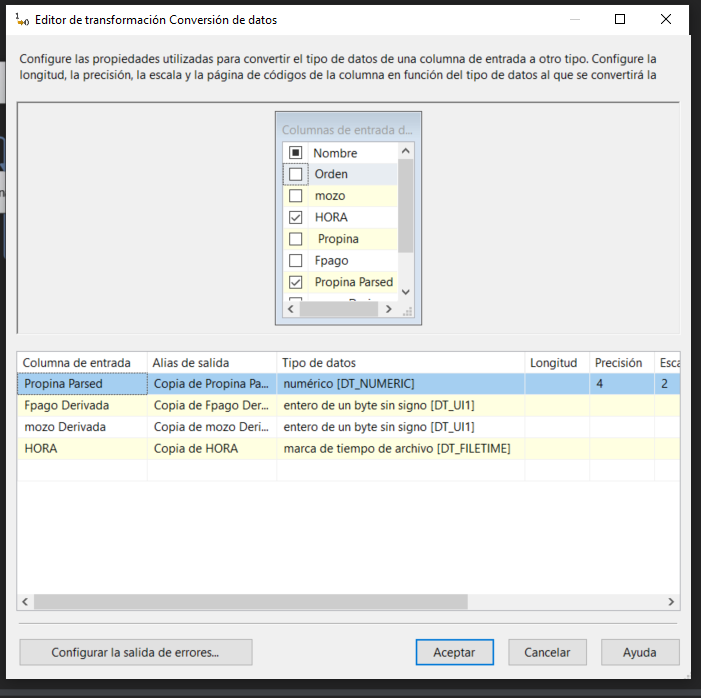 Editor de transformación Conversión de datos
Configure las propiedades utilizadas para convertir el tipo de datos de una columna de entrada a otro tipo. Configure la
longitud, la precisión, la escala y la página de códigos de la columna en función del tipo de datos al que se convertirá la
Columnas de entrada d...
Nombre
Orden
mozo
HORA
Propina
Fpago
Propina Parsed
Columna de entrada Alias de salida Tipo de datos Longitud Precisión Esca
Propina Parsed Copia de Propina Pa... numérico [DT_NUMERIC] 4 2
Fpago Derivada Copia de Fpago Der... entero de un byte sin signo [DT_UI1]
mozo Derivada Copia de mozo Deri... entero de un byte sin signo [DT_UI1]
HORA Copia de HORA marca de tiempo de archivo [DT_FILETIME]
Configurar la salida de errores... Aceptar Cancelar Ayuda